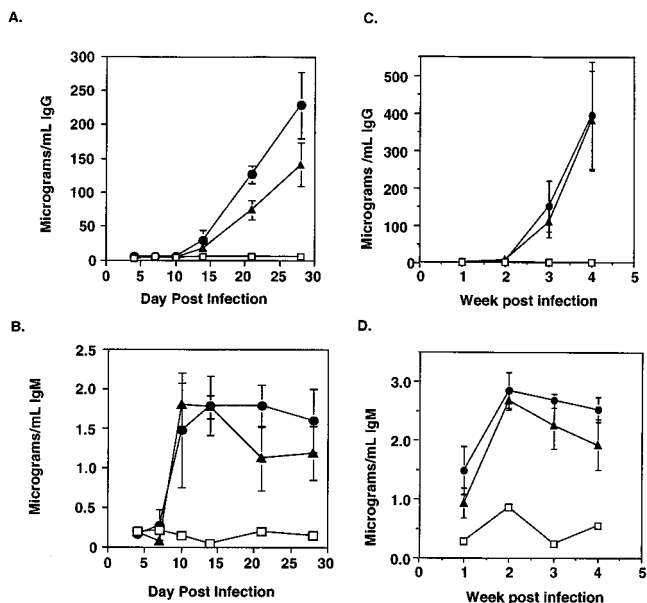 A.
Micrograms/mL IgG
300
250
200
150
100
50
0
0 5 10 15 20 25 30
Day Post Infection
C.
Micrograms /mL IgG
500
400
300
200
100
0
0 1 2 3 4 5
Week post infection
B.
Micrograms/mL IgM
2.5
2.0
1.5
1.0
0.5
0
0 5 10 15 20 25 30
Day Post Infection
D.
Micrograms/mL IgM
3.0
2.0
1.0
0.0
0 1 2 3 4 5
Week post infection